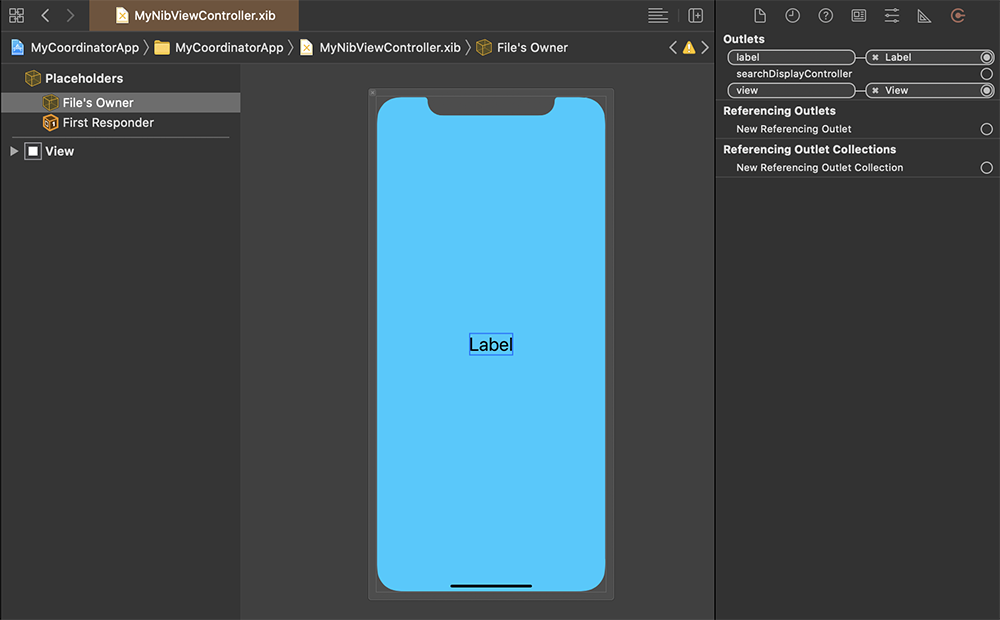 MyNibViewController.xib
MyCoordinatorApp
MyCoordinatorApp
MyNibViewController.xib
File's Owner
Placeholders
File's Owner
First Responder
View
Label
Outlets
label
Label
searchDisplayController
view
View
Referencing Outlets
New Referencing Outlet
Referencing Outlet Collections
New Referencing Outlet Collection